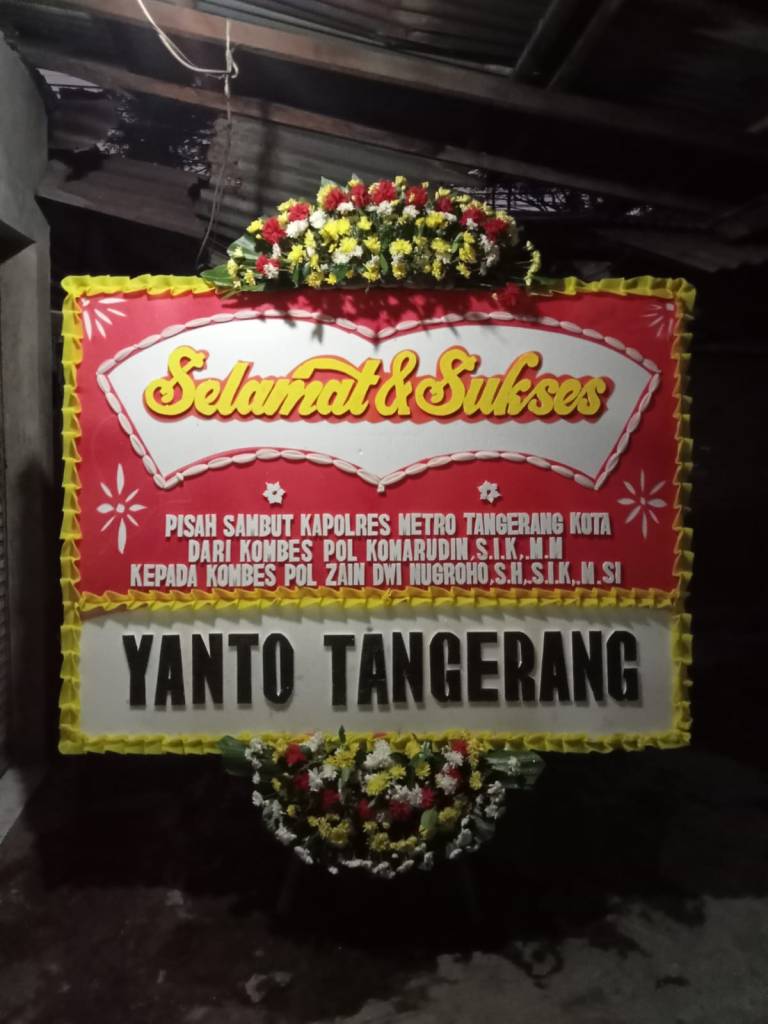 Selamat & Sukses
PISAH SAMBUT KAPOLRES METRO TANGERANG KOTA
DARI KOMBES POL KOMARUDIN,S.I.K,.M.M
KEPADA KOMBES POL ZAIN DWI NUGROHO,S.H,.S.I.K,.M.SI
YANTO TANGERANG